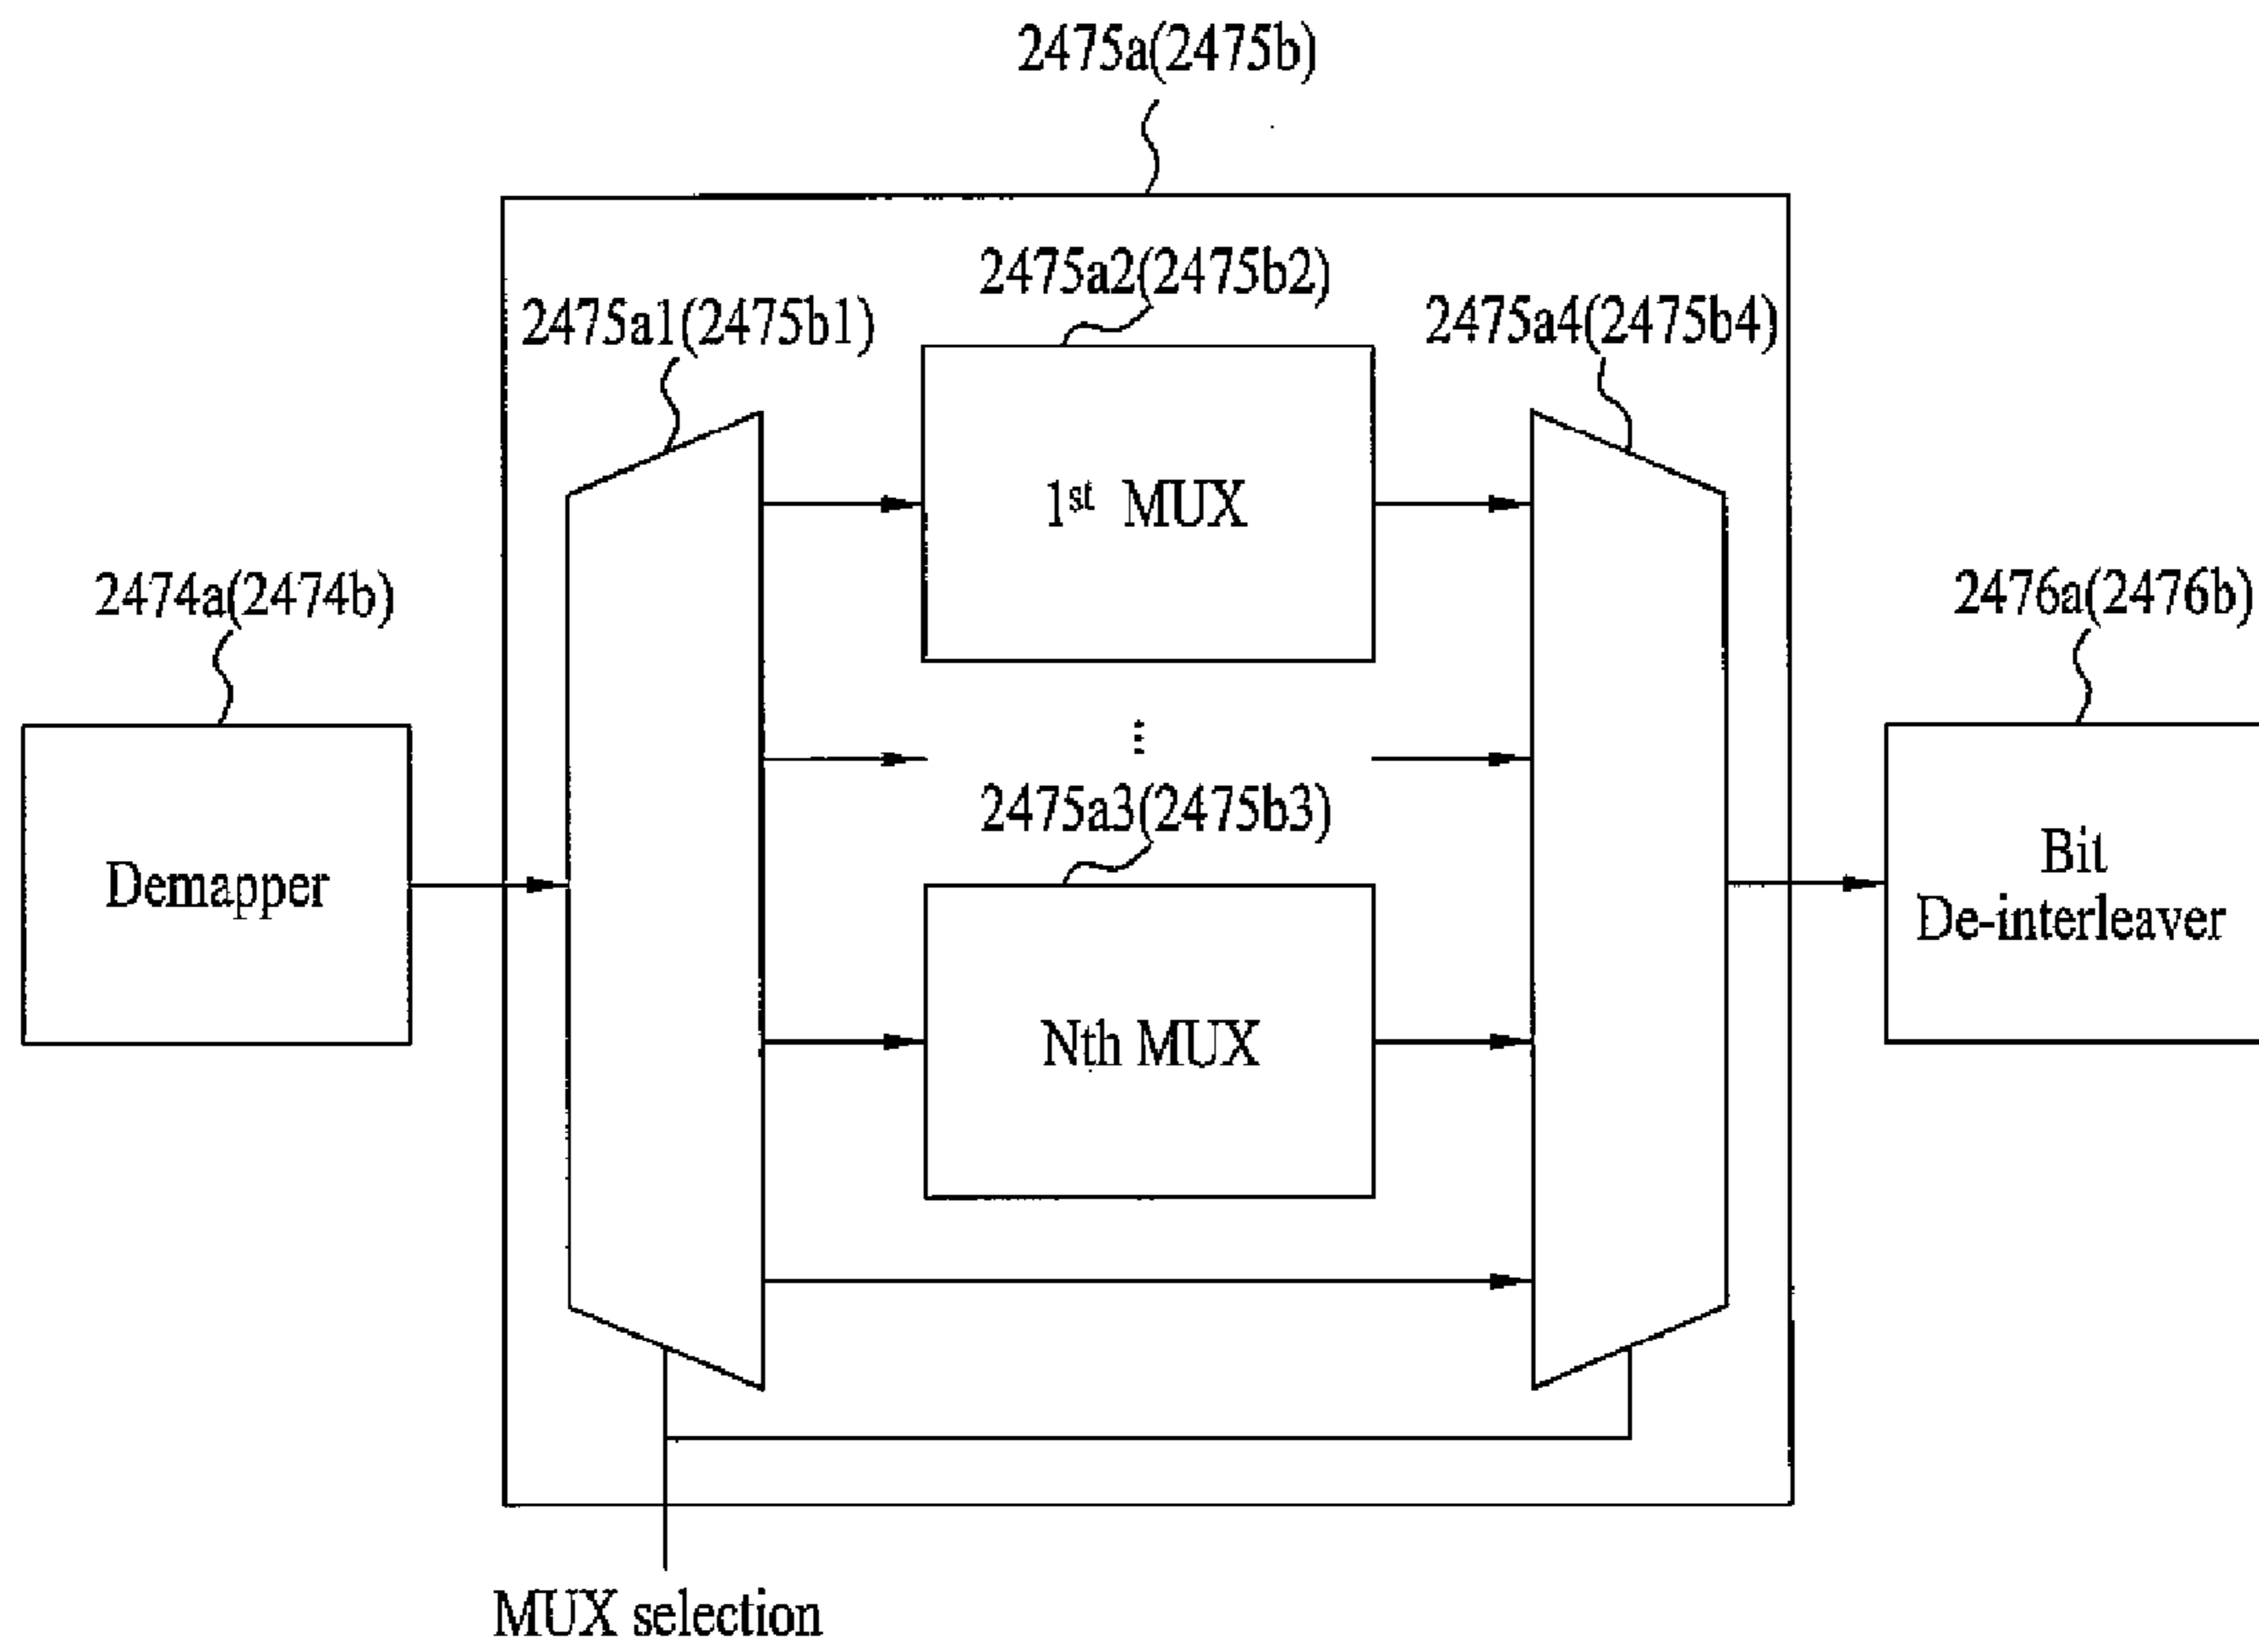 2475a(2475b)
2475a2(2475b2)
2475a1(2475b1)
2475a4(2475b4)
1st MUX
2474a(2474b)
2476a(2476b)
...
2475a3(2475b3)
Demapper
Bit
De-interleaver
Nth MUX
MUX selection